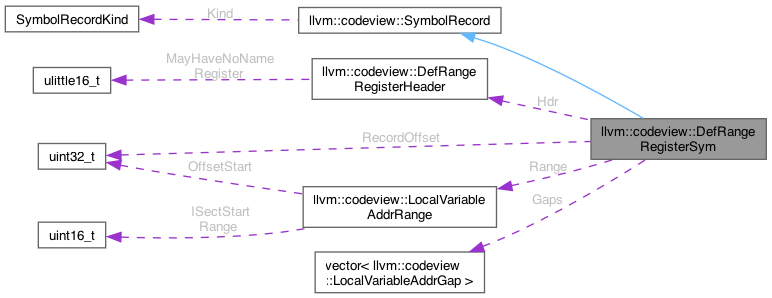 SymbolRecordKind
Kind
llvm::codeview::SymbolRecord
ulittle16_t
MayHaveNoName
Register
llvm::codeview::DefRange
RegisterHeader
Hdr
llvm::codeview::DefRange
RegisterSym
uint32_t
RecordOffset
OffsetStart
Range
llvm::codeview::LocalVariable
AddrRange
Gaps
uint16_t
ISectStart
Range
vector< llvm::codeview
::LocalVariableAddrGap >